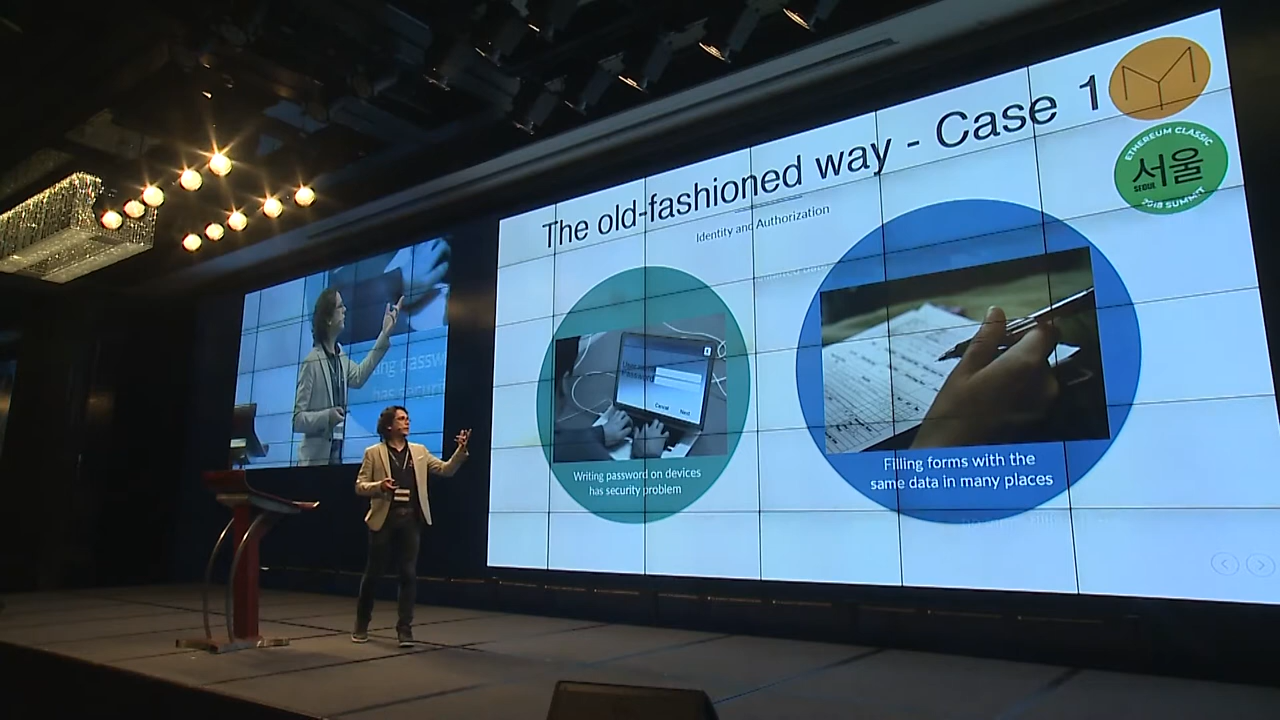 The old-fashioned way - Case 1
Identity and Authorization
ETHEREUM CLASSIC
서울
SEOUL
2018 SUMMIT
Password
Cancel
Next
Writing password on devices
has security problem
Filling forms with the
same data in many places